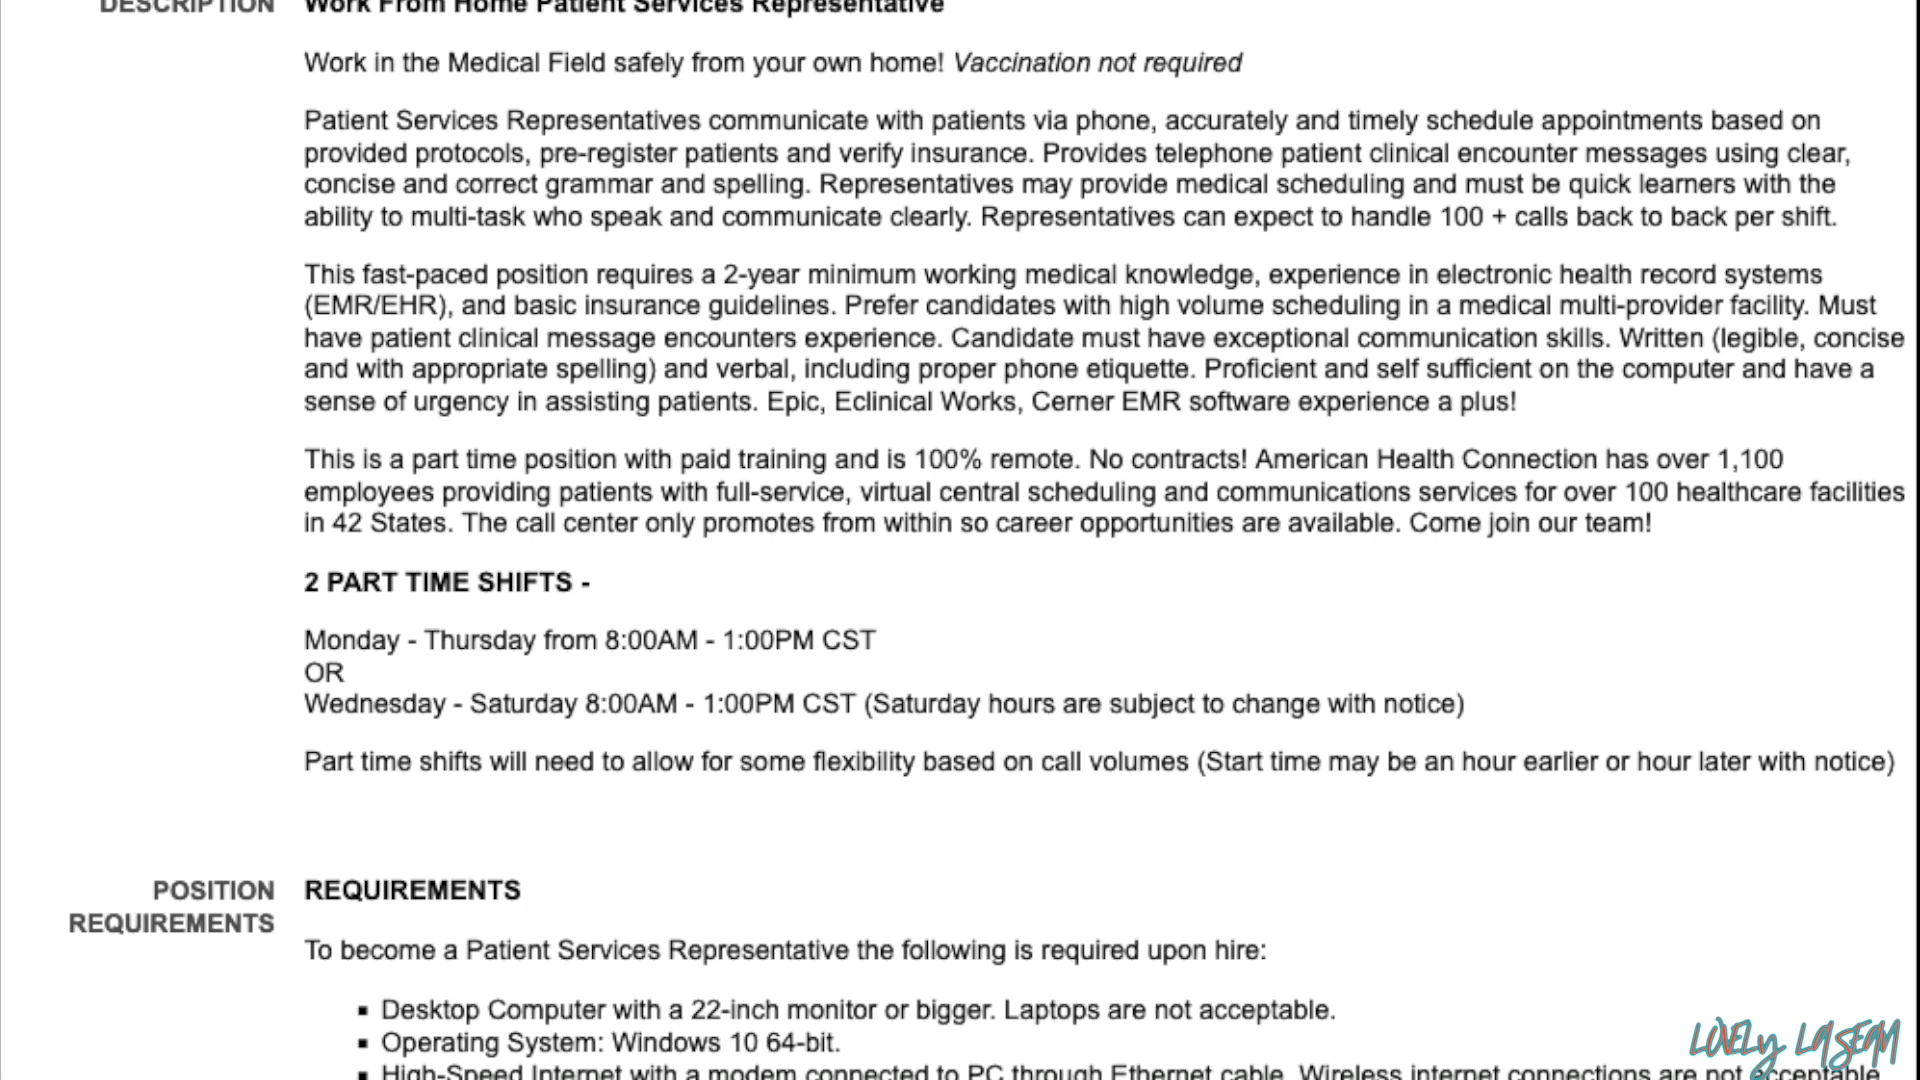 DESCRIPTION Work From Home Patient Services Representative
Work in the Medical Field safely from your own home! Vaccination not required
Patient Services Representatives communicate with patients via phone, accurately and timely schedule appointments based on
provided protocols, pre-register patients and verify insurance. Provides telephone patient clinical encounter messages using clear,
concise and correct grammar and spelling. Representatives may provide medical scheduling and must be quick learners with the
ability to multi-task who speak and communicate clearly. Representatives can expect to handle 100 + calls back to back per shift.
This fast-paced position requires a 2-year minimum working medical knowledge, experience in electronic health record systems
(EMR/EHR), and basic insurance guidelines. Prefer candidates with high volume scheduling in a medical multi-provider facility. Must
have patient clinical message encounters experience. Candidate must have exceptional communication skills. Written (legible, concise
and with appropriate spelling) and verbal, including proper phone etiquette. Proficient and self sufficient on the computer and have a
sense of urgency in assisting patients. Epic, Eclinical Works, Cerner EMR software experience a plus!
This is a part time position with paid training and is 100% remote. No contracts! American Health Connection has over 1,100
employees providing patients with full-service, virtual central scheduling and communications services for over 100 healthcare facilities
in 42 States. The call center only promotes from within so career opportunities are available. Come join our team!
2 PART TIME SHIFTS -
Monday - Thursday from 8:00AM - 1:00PM CST
OR
Wednesday - Saturday 8:00AM - 1:00PM CST (Saturday hours are subject to change with notice)
Part time shifts will need to allow for some flexibility based on call volumes (Start time may be an hour earlier or hour later with notice)
POSITION REQUIREMENTS
REQUIREMENTS
To become a Patient Services Representative the following is required upon hire:
▪ Desktop Computer with a 22-inch monitor or bigger. Laptops are not acceptable.
▪ Operating System: Windows 10 64-bit.
▪ High-Speed Internet with a modem connected to PC through Ethernet cable. Wireless internet connections are not acceptable
LOVELy LASEAN